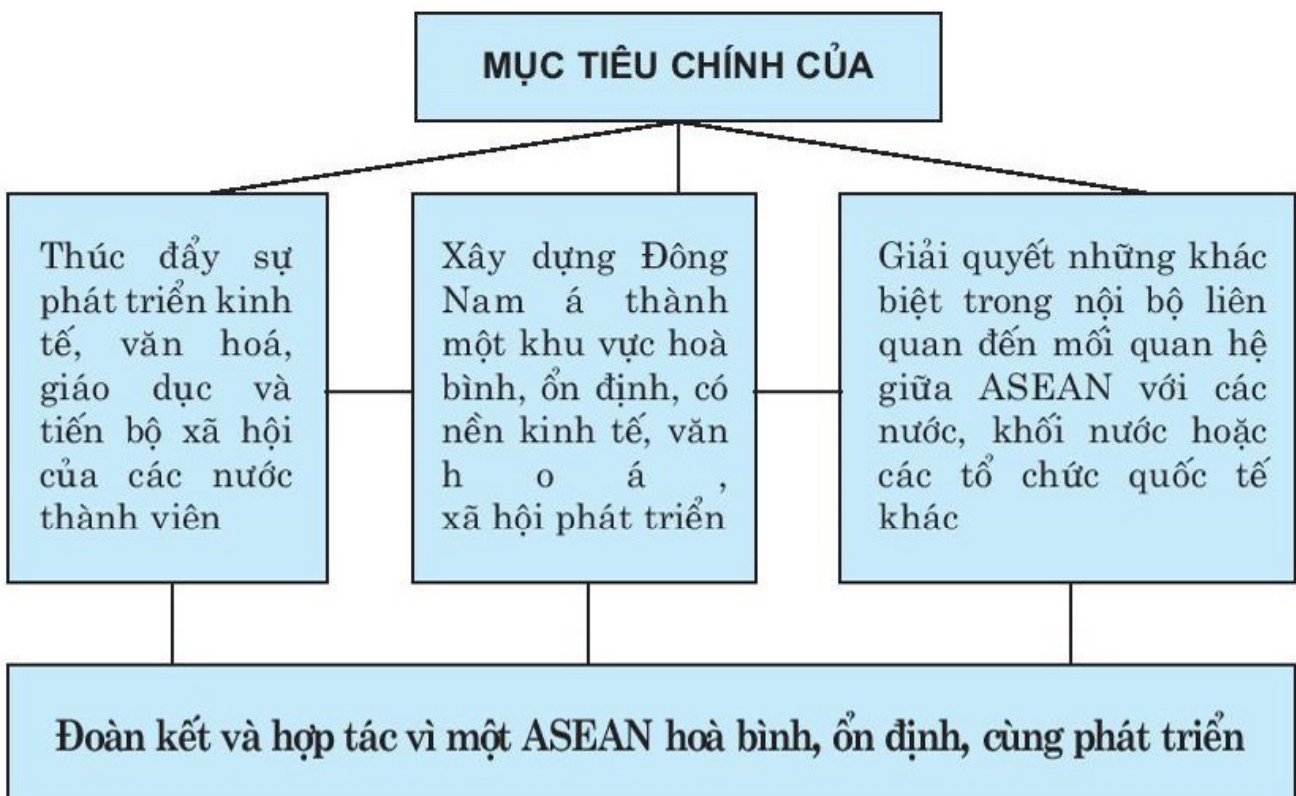 MỤC TIÊU CHÍNH CỦA
Thúc đẩy sự
phát triển kinh
tế, văn hoá,
giáo dục và
tiến bộ xã hội
của các nước
thành viên
Xây dựng Đông
Nam á thành
một khu vực hoà
bình, ổn định, có
nền kinh tế, văn
h o á ,
xã hội phát triển
Giải quyết những khác
biệt trong nội bộ liên
quan đến mối quan hệ
giữa ASEAN với các
nước, khối nước hoặc
các tổ chức quốc tế
khác
Đoàn kết và hợp tác vì một ASEAN hoà bình, ổn định, cùng phát triển